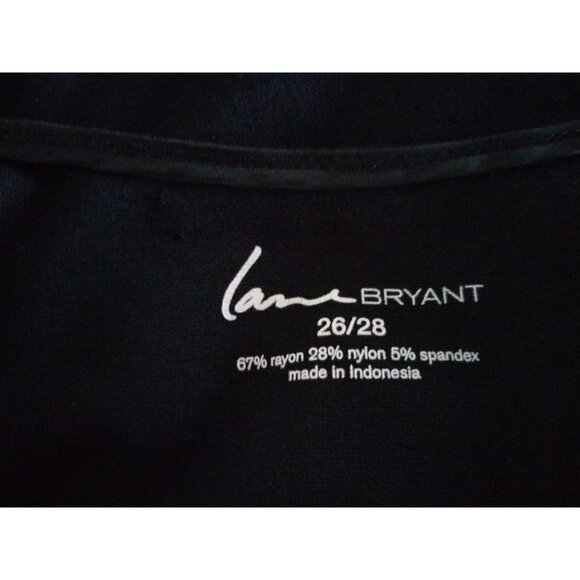 lane BRYANT
26/28
67% rayon 28% nylon 5% spandex
made in Indonesia